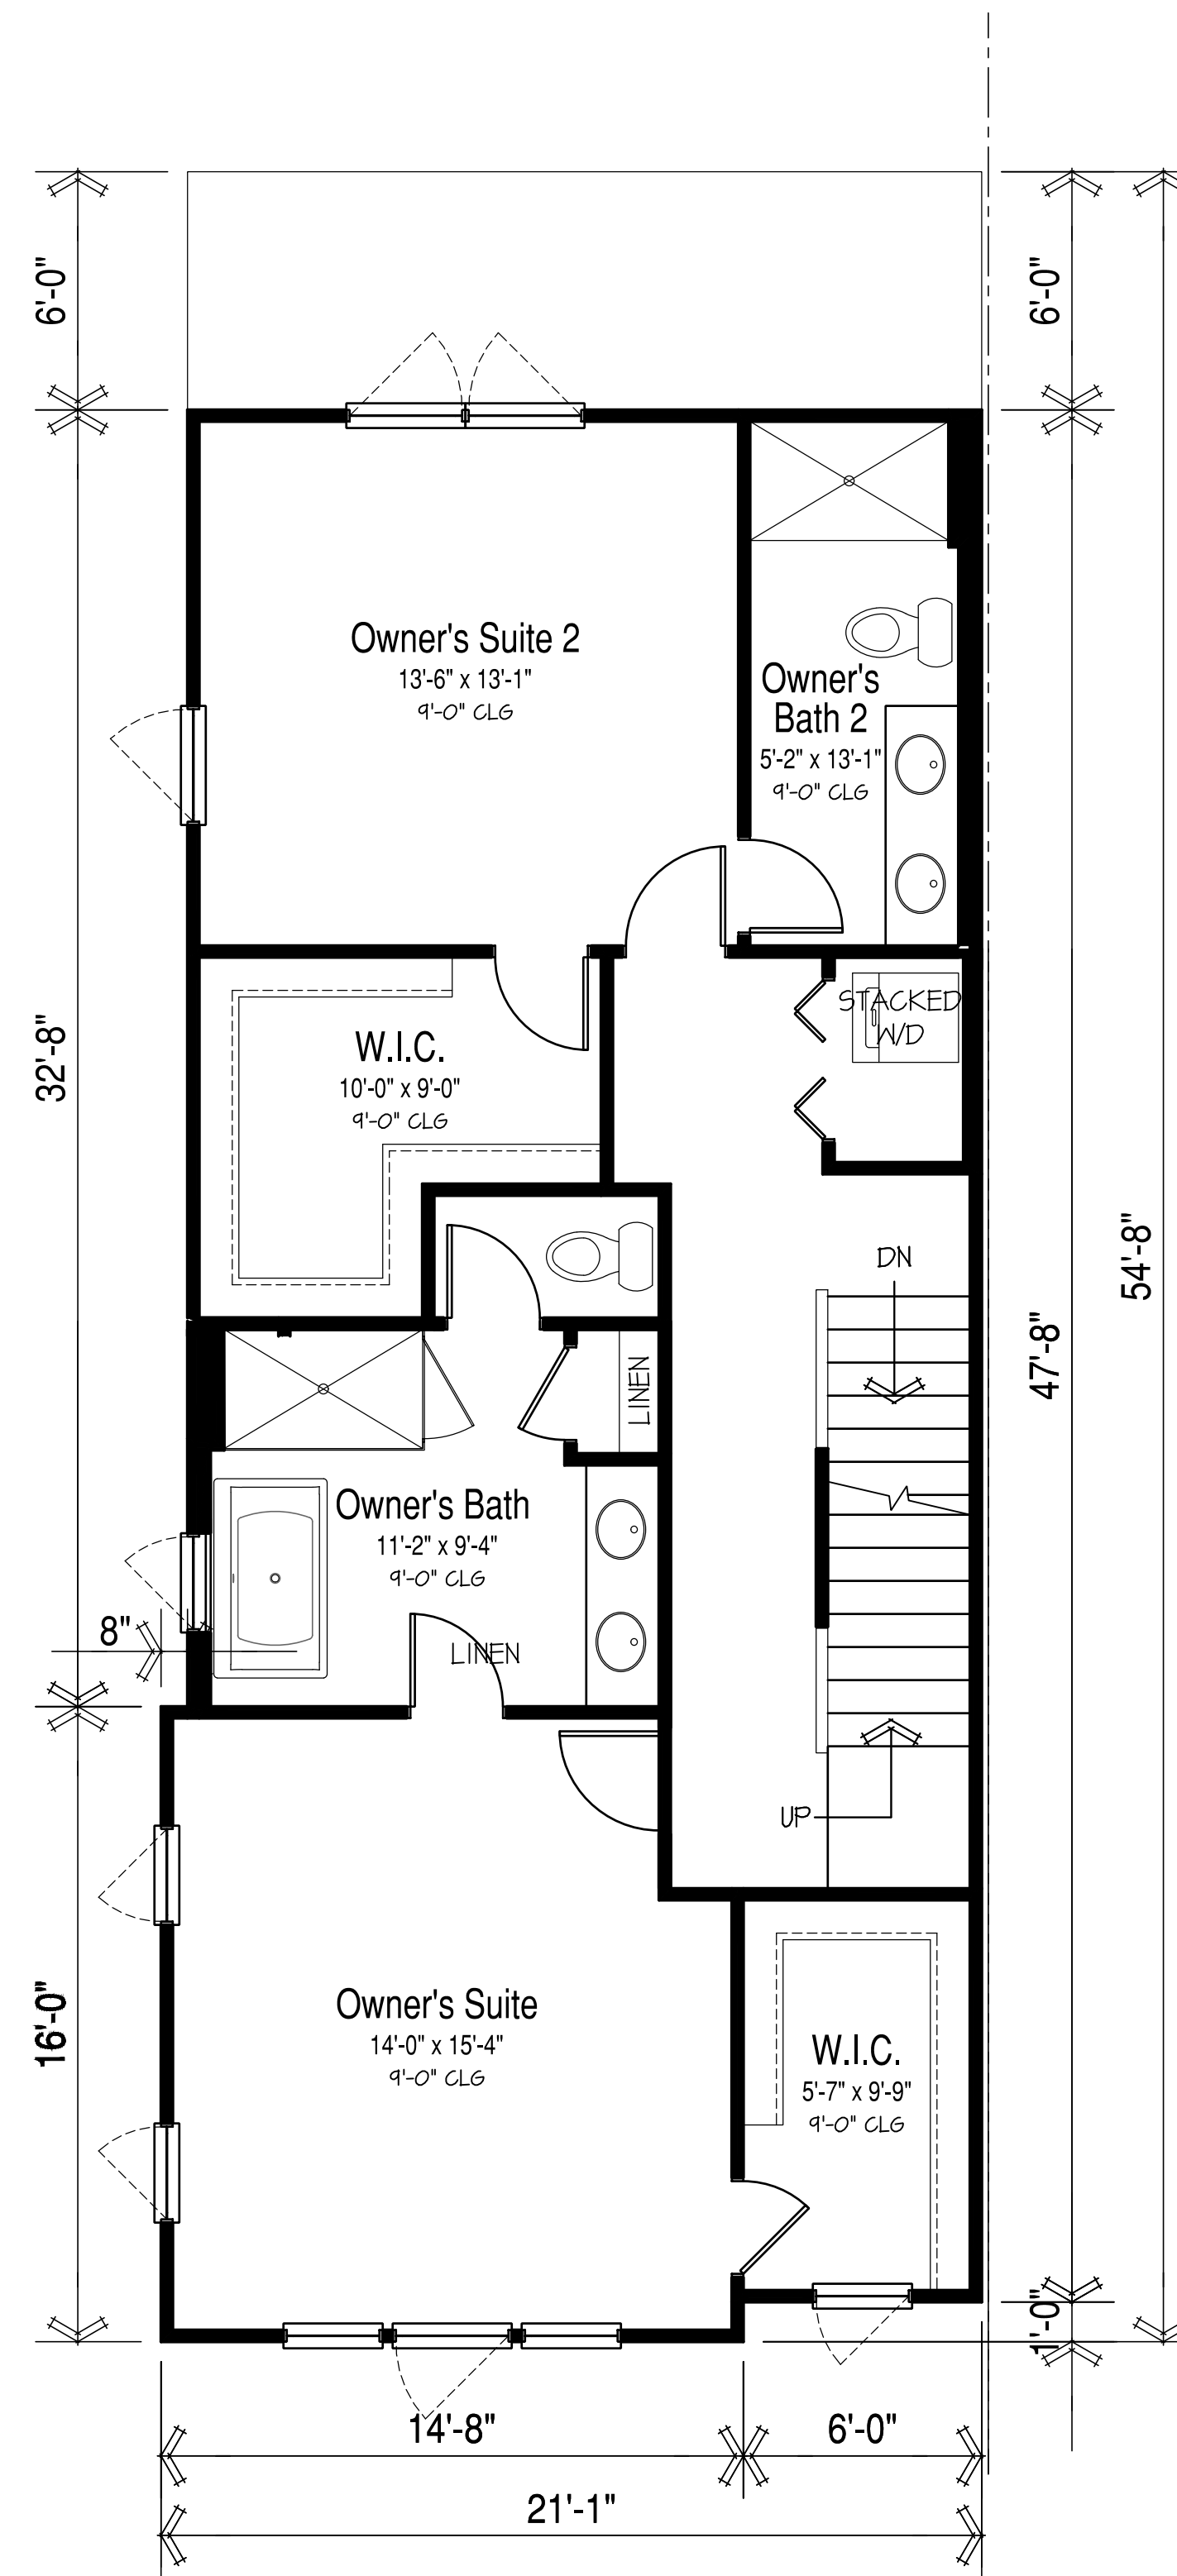 6'-0"
6'-0"
Owner's Suite 2
13'-6" x 13'-1"
9'-0" CLG
Owner's
Bath 2
5'-2" x 13'-1"
9'-0" CLG
32'-8"
STACKED
W/D
W.I.C.
10'-0" x 9'-0"
9'-0" CLG
DN
54'-8"
47'-8"
LINEN
Owner's Bath
11'-2" x 9'-4"
9'-0" CLG
8"
LINEN
UP
16'-0"
Owner's Suite
14'-0" x 15'-4"
9'-0" CLG
W.I.C.
5'-7" x 9'-9"
9'-0" CLG
1'-0"
14'-8"
6'-0"
21'-1"